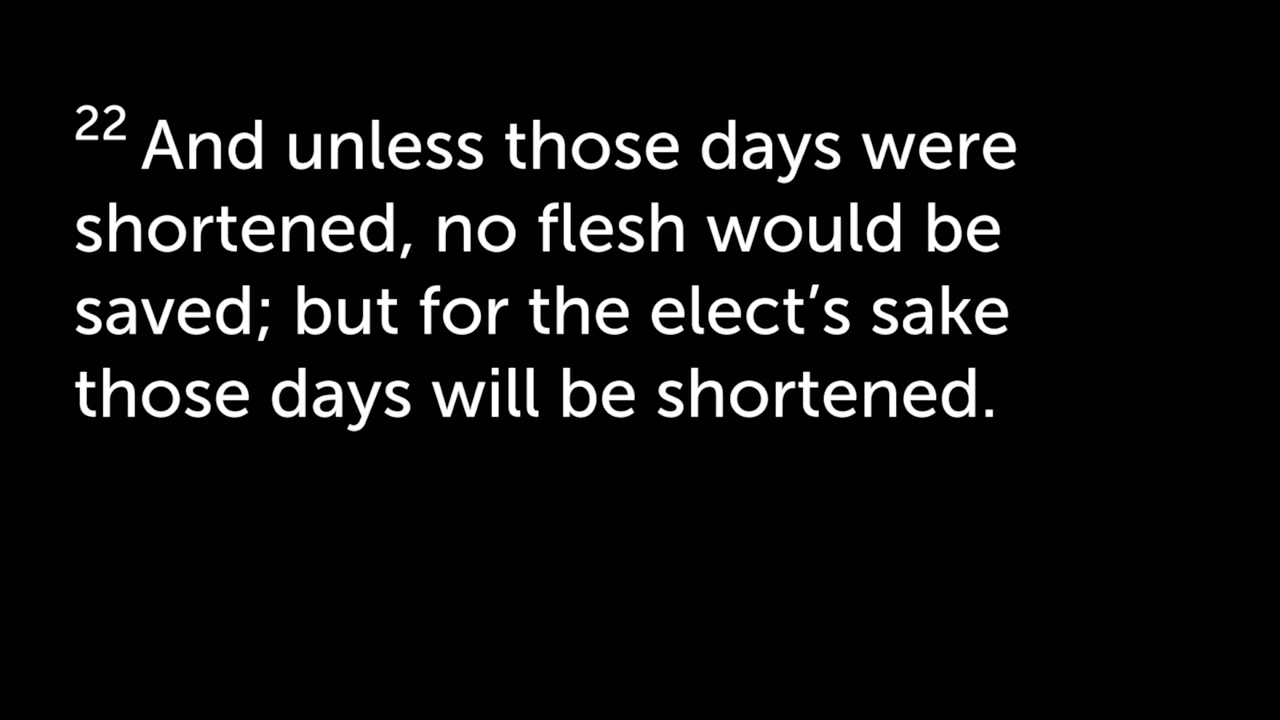 22 And unless those days were
shortened, no flesh would be
saved; but for the elect’s sake
those days will be shortened.